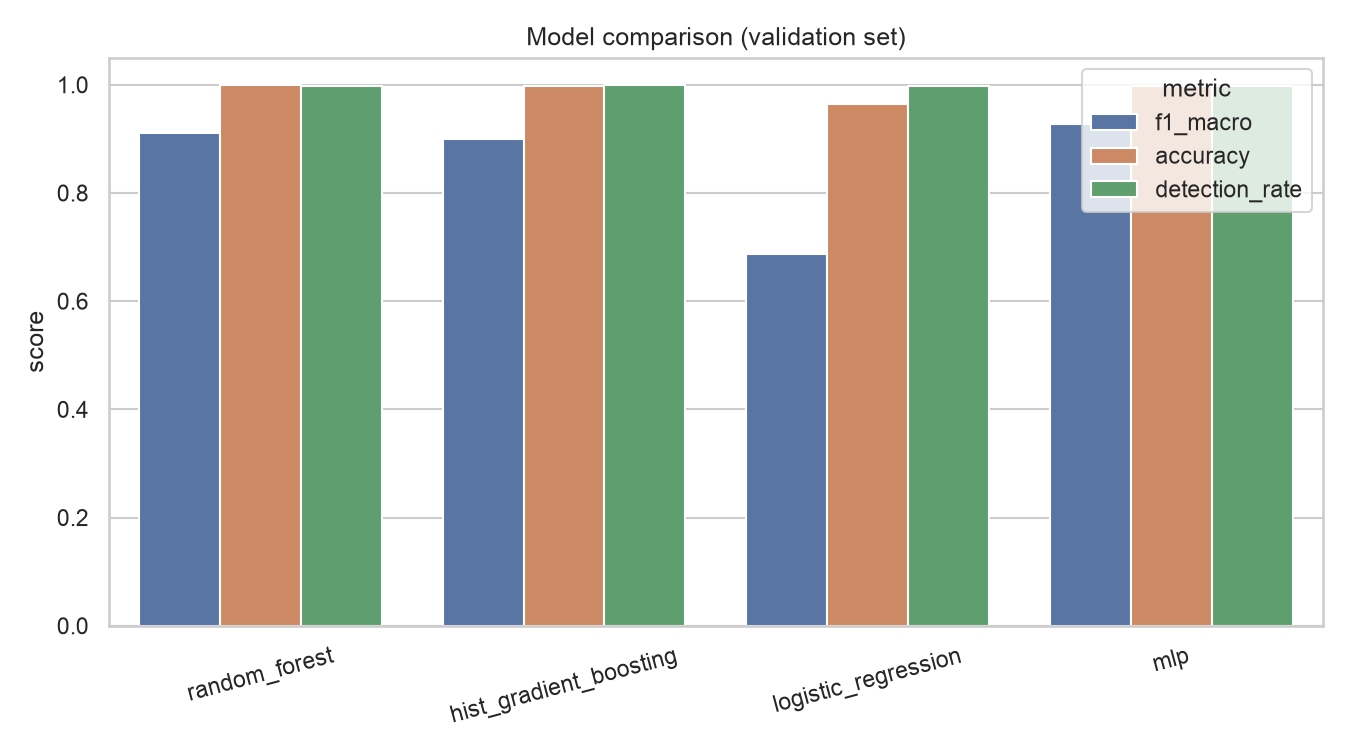 Model comparison (validation set)
metric
f1_macro
accuracy
detection_rate
score
1.0
0.8
0.6
0.4
0.2
0.0
random_forest
hist_gradient_boosting
logistic_regression
mlp